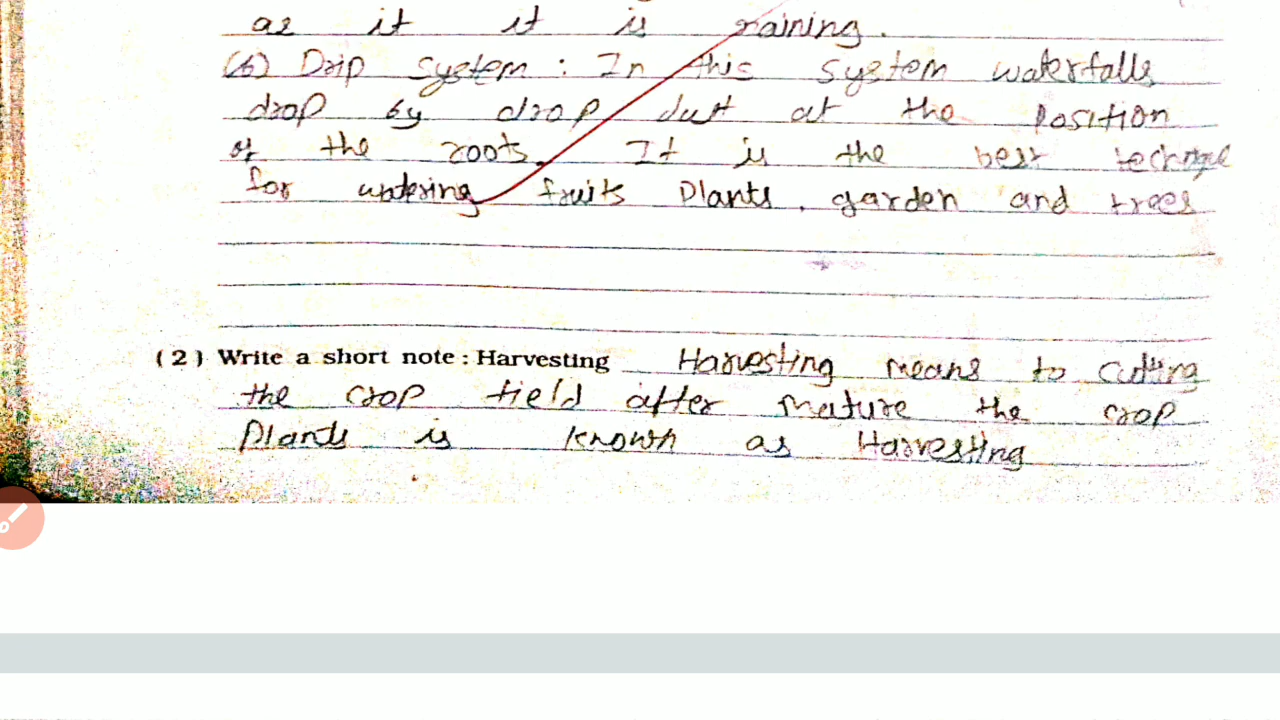 as it it is raining.
(b) Drip system : In this system waterfalls
drop by drop Just at the Position
of the roots. It is the best
for watering fruits Plants, garden and trees
(2) Write a short note : Harvesting Harvesting means to cutting
the crop field after mature the crop
Plants is known as Harvesting